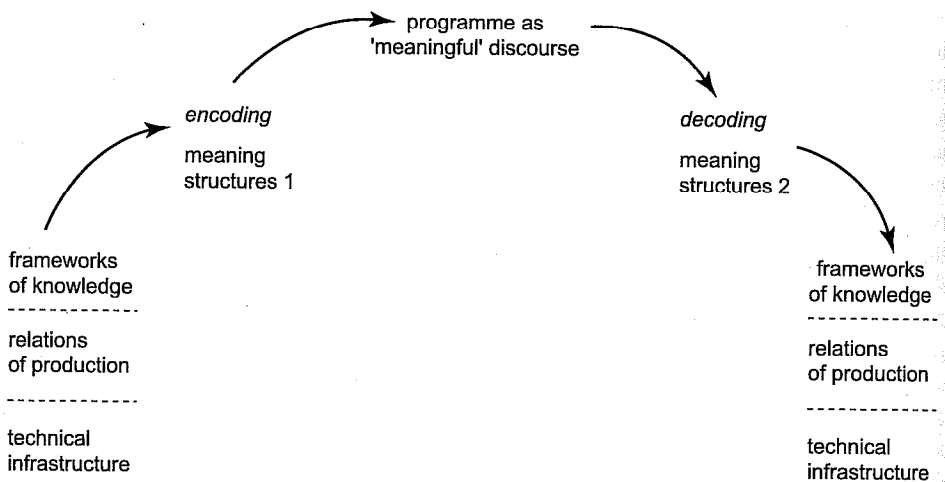 programme as
'meaningful' discourse
encoding
meaning
structures 1
decoding
meaning
structures 2
frameworks
of knowledge
relations
of production
technical
infrastructure
frameworks
of knowledge
relations
of production
technical
infrastructure